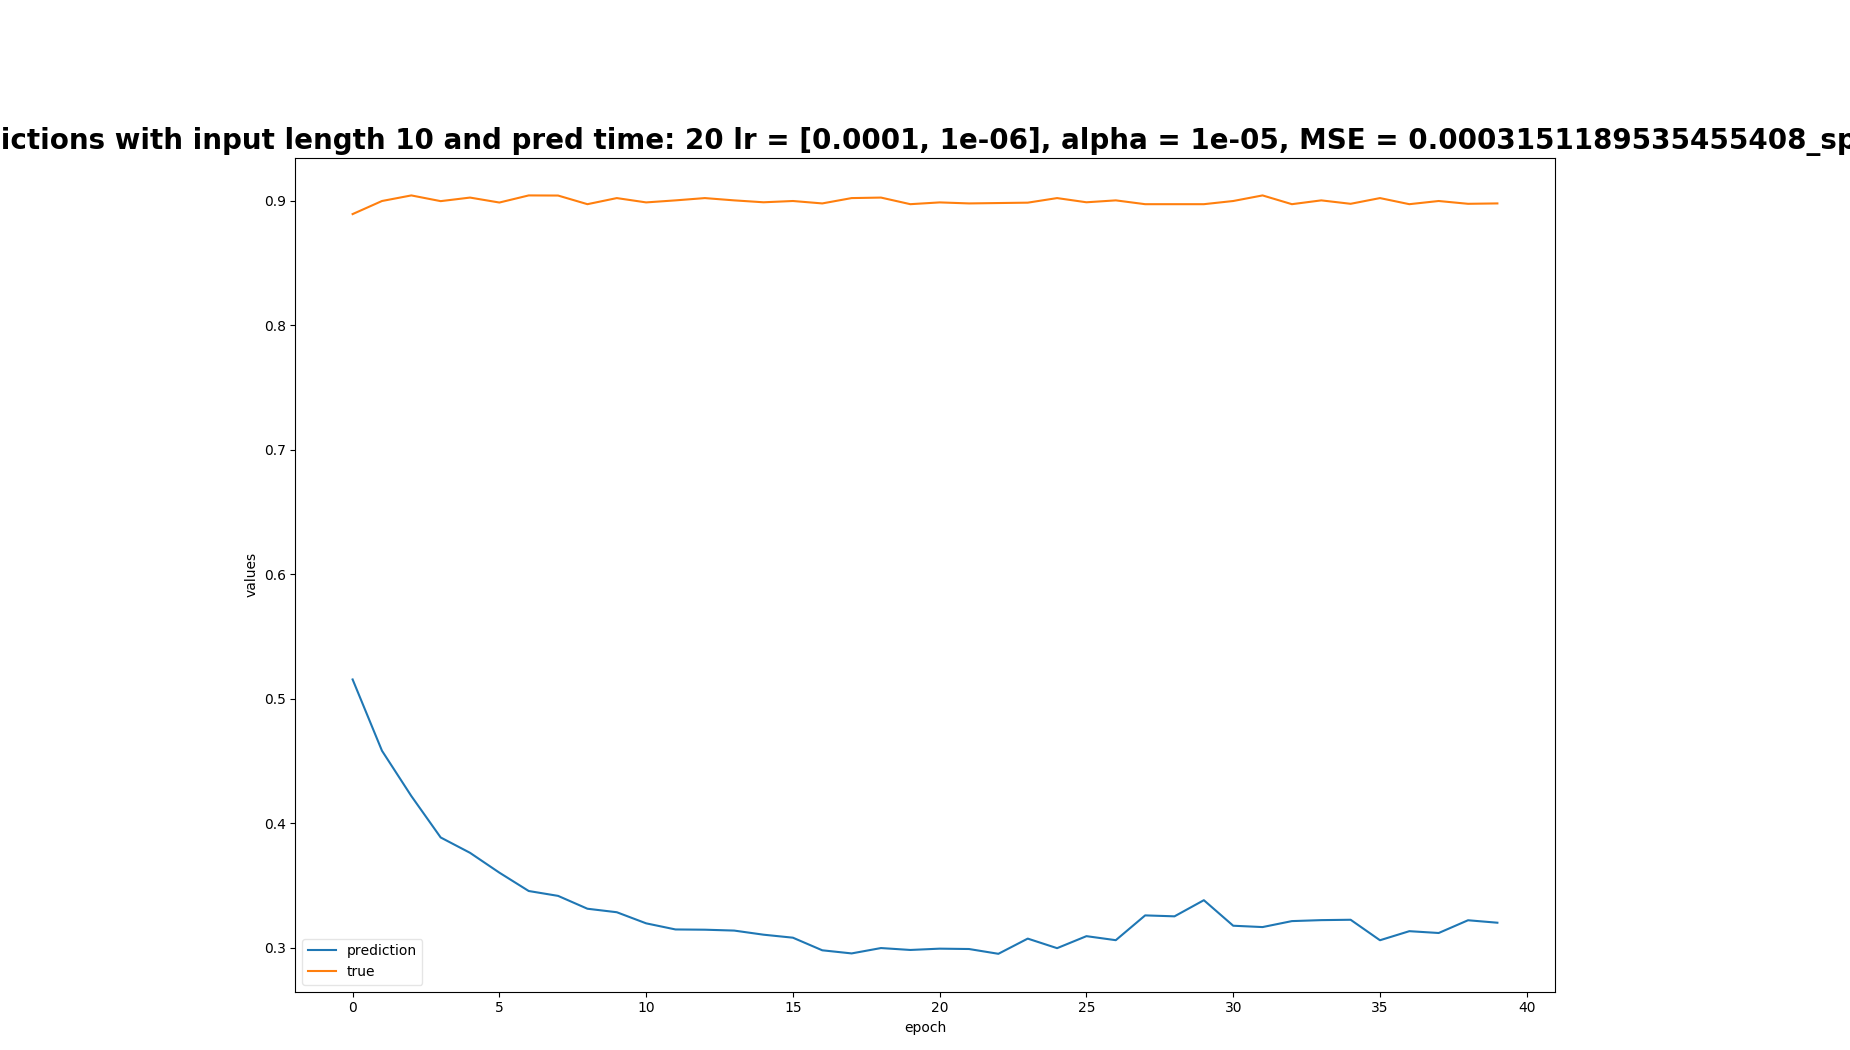 ictions with input length 10 and pred time: 20 lr = [0.0001, 1e-06], alpha = 1e-05, MSE = 0.0003151189535455408_sp
0.9
0.8
0.7
0.6
0.5
0.4
0.3
values
prediction
true
0 5 10 15 20 25 30 35 40
epoch